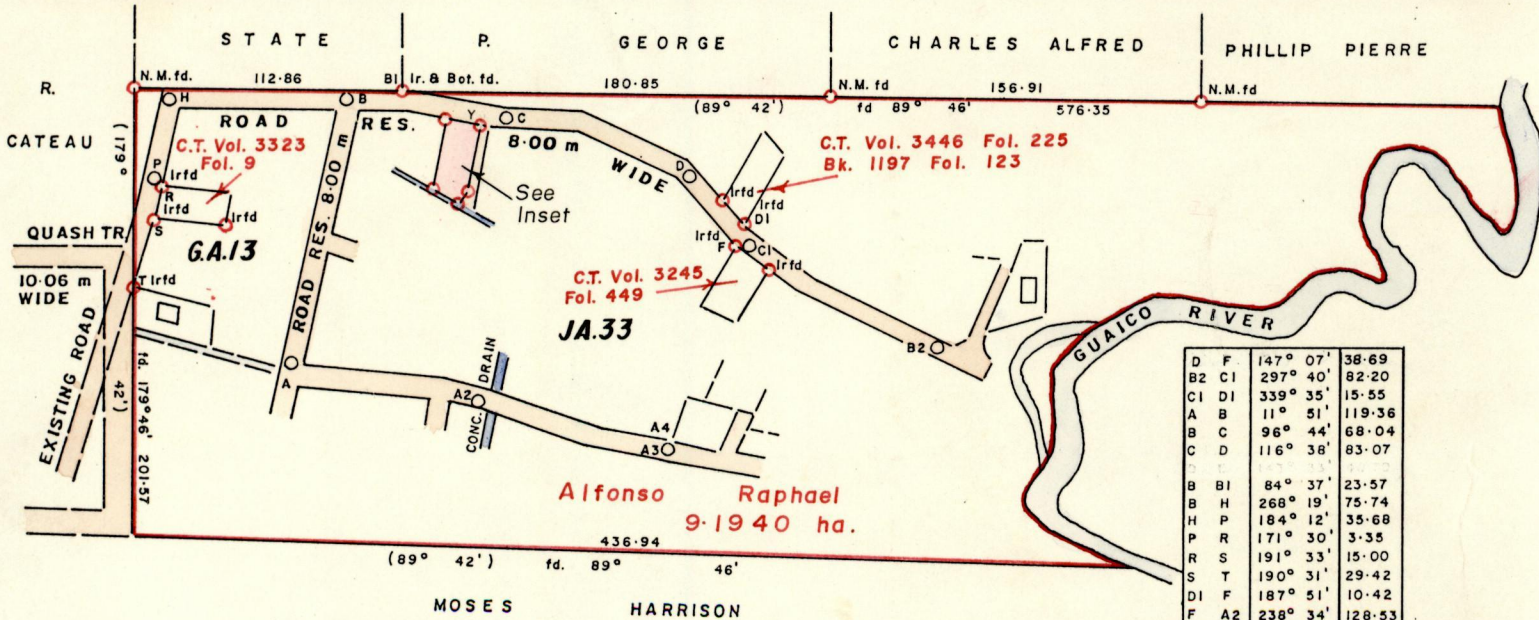 STATE P. GEORGE CHARLES ALFRED PHILLIP PIERRE
R. CATEAU
N.M. fd. 112·86 B1 Ir. & Bot. fd. 180·85 N.M. fd 156·91 N.M. fd
(89° 42') fd 89° 46' 576·35
H B Y C
ROAD RES. 8·00 m WIDE
(179° 42')
C.T. Vol. 3323
Fol. 9
P Irfd
R
Irfd Irfd
S
See
Inset
D
C.T. Vol. 3446 Fol. 225
Bk. 1197 Fol. 123
Irfd
Irfd
D1
Irfd
F C1
Irfd
QUASH TR.
G.A.13
ROAD RES. 8·00 m
10·06 m
WIDE
T Irfd
C.T. Vol. 3245
Fol. 449
JA.33
B2
GUAICO RIVER
EXISTING ROAD
fd. 179°46' 201·57
A
A2
CONC. DRAIN
A4
A3
Alfonso Raphael
9·1940 ha.
436·94
(89° 42') fd. 89° 46'
MOSES HARRISON
D F 147° 07' 38·69
B2 C1 297° 40' 82·20
C1 D1 339° 35' 15·55
A B 11° 51' 119·36
B C 96° 44' 68·04
C D 116° 38' 83·07
B B1 84° 37' 23·57
B H 268° 19' 75·74
H P 184° 12' 35·68
P R 171° 30' 3·35
R S 191° 33' 15·00
S T 190° 31' 29·42
D1 F 187° 51' 10·42
F A2 238° 34' 128·53